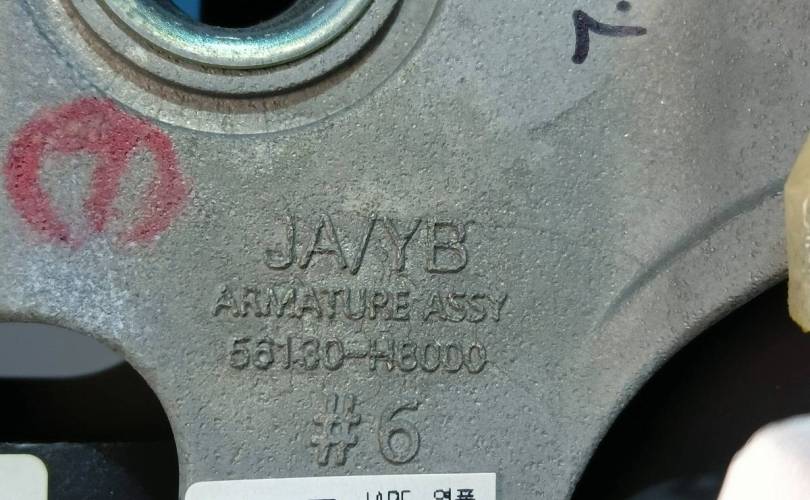 JA/YB
ARMATURE ASSY
56130-H8000
#6